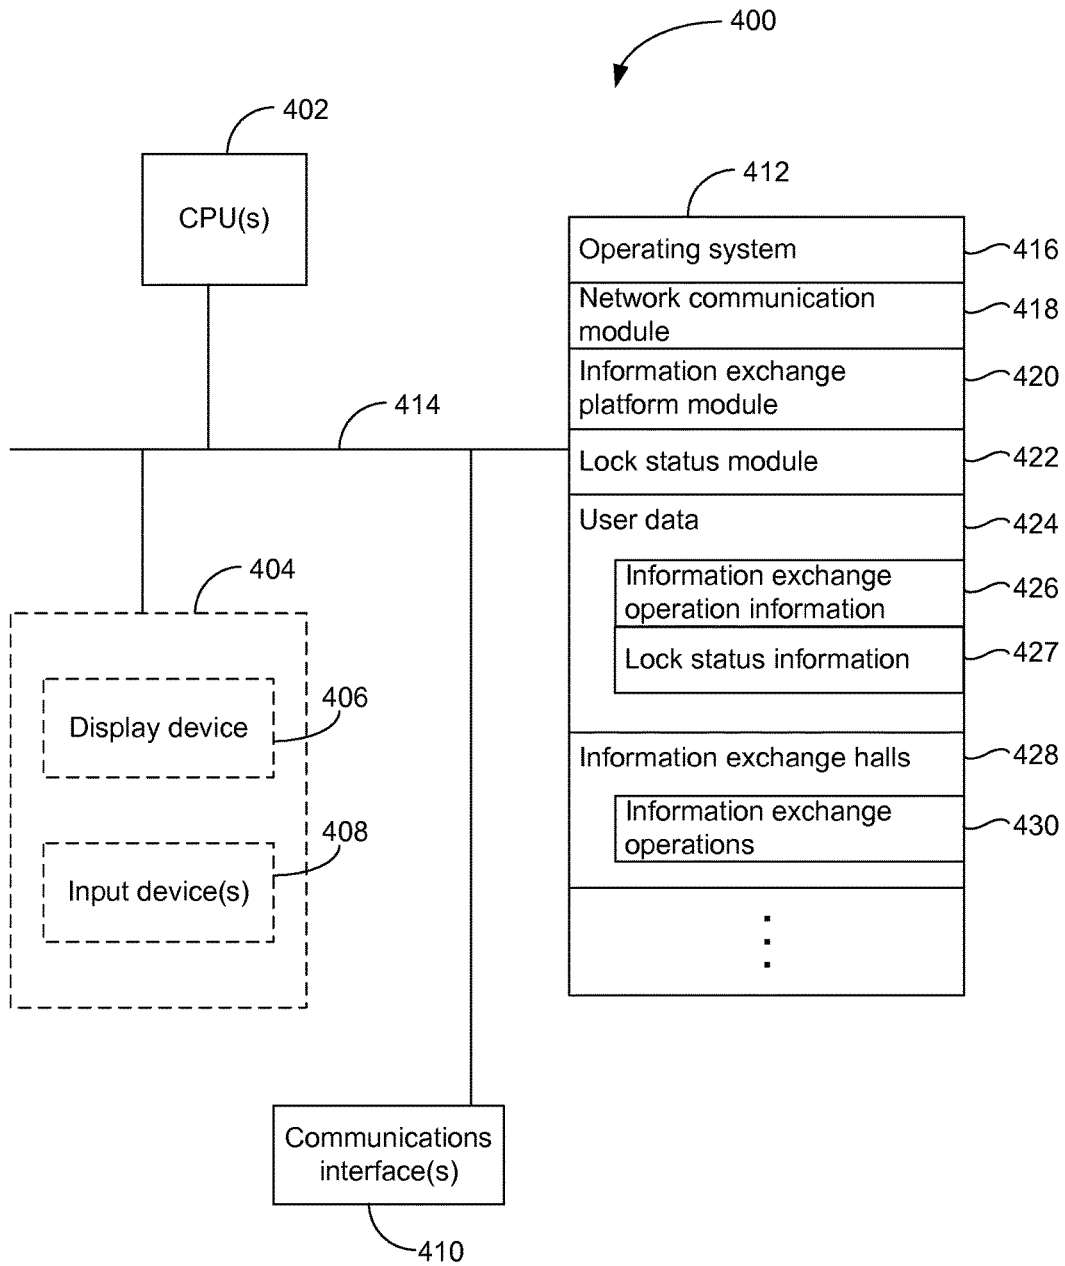 400
402
CPU(s)
412
Operating system
416
Network communication
module
418
Information exchange
platform module
420
414
Lock status module
422
User data
424
Information exchange
operation information
426
Lock status information
427
404
406
Display device
Information exchange halls
428
Information exchange
operations
430
408
Input device(s)
Communications
interface(s)
410